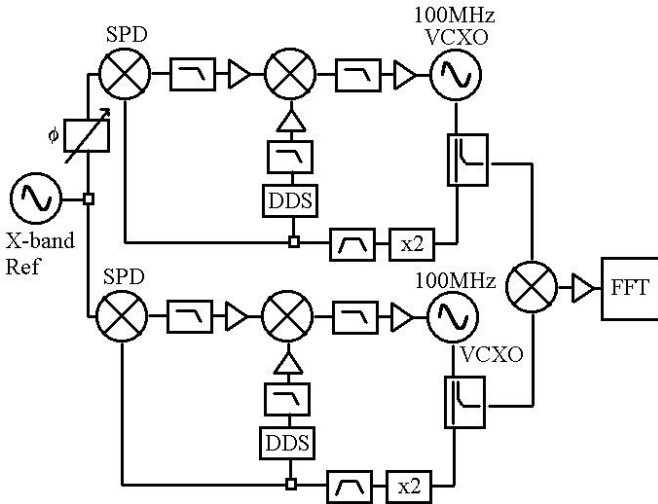 100MHz
VCXO
SPD
ϕ
DDS
x2
X-band
Ref
SPD
100MHz
VCXO
FFT
DDS
x2